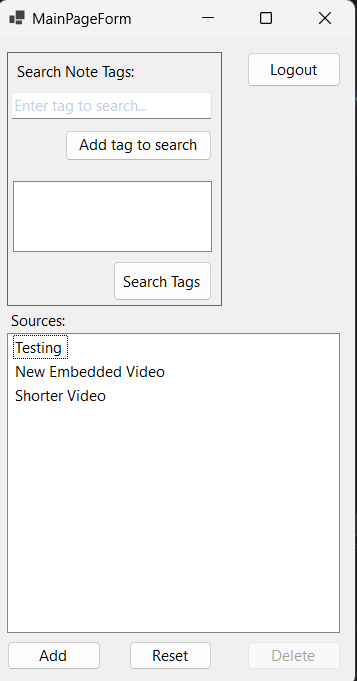 MainPageForm
Search Note Tags:
Logout
Enter tag to search...
Add tag to search
Search Tags
Sources:
Testing
New Embedded Video
Shorter Video
Add
Reset
Delete